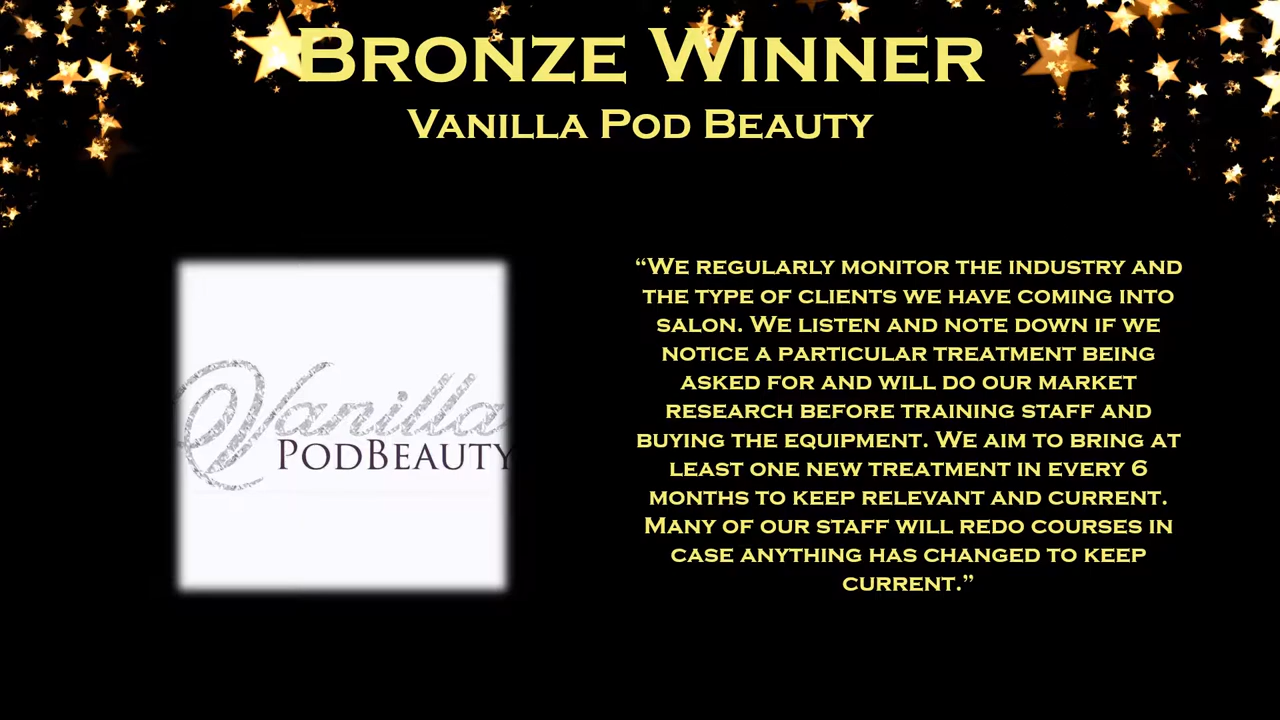 Bronze Winner
Vanilla Pod Beauty
Vanilla
PodBeauty
“We regularly monitor the industry and
the type of clients we have coming into
salon. We listen and note down if we
notice a particular treatment being
asked for and will do our market
research before training staff and
buying the equipment. We aim to bring at
least one new treatment in every 6
months to keep relevant and current.
Many of our staff will redo courses in
case anything has changed to keep
current.”